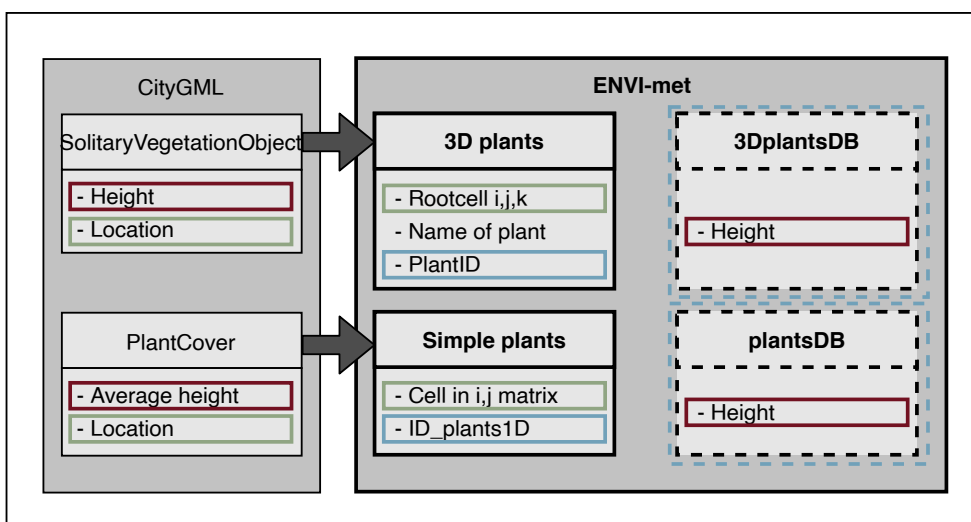 CityGML
SolitaryVegetationObject
- Height
- Location
PlantCover
- Average height
- Location
ENVI-met
3D plants
- Rootcell i,j,k
- Name of plant
- PlantID
3DplantsDB
- Height
Simple plants
- Cell in i,j matrix
- ID_plants1D
plantsDB
- Height